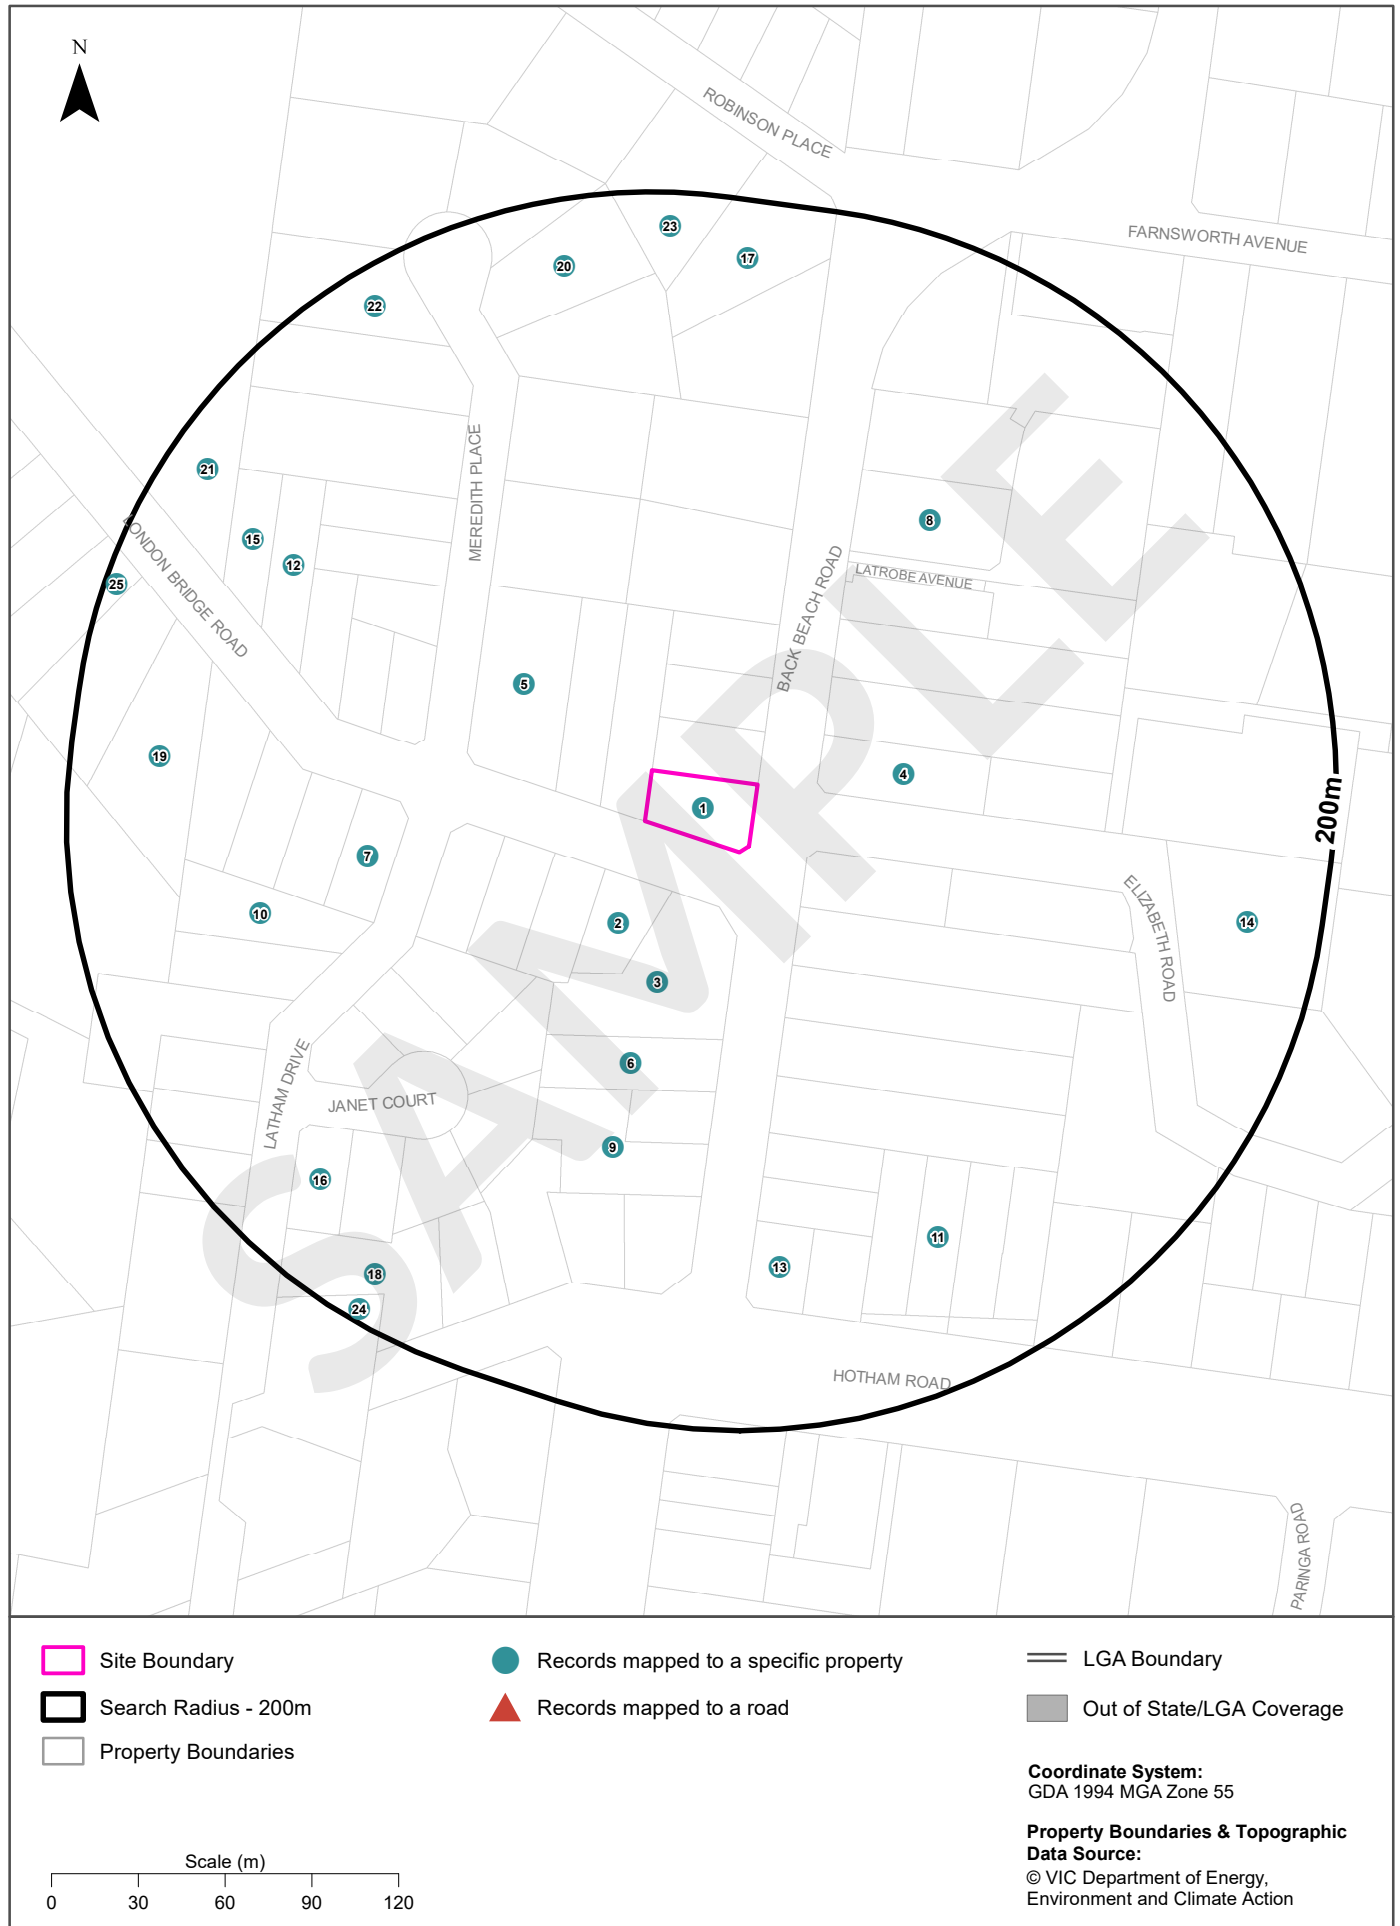 N
ROBINSON PLACE
FARNSWORTH AVENUE
23
17
20
22
MEREDITH PLACE
21
8
15
12
LONDON BRIDGE ROAD
25
LATROBE AVENUE
BACK BEACH ROAD
5
19
4
1
200m
7
10
2
ELIZABETH ROAD
14
3
6
LATHAM DRIVE
JANET COURT
9
16
11
13
18
24
HOTHAM ROAD
PARINGA ROAD
SAMPLE
Site Boundary
Search Radius - 200m
Property Boundaries
Records mapped to a specific property
Records mapped to a road
LGA Boundary
Out of State/LGA Coverage
Coordinate System:
GDA 1994 MGA Zone 55
Property Boundaries & Topographic
Data Source:
© VIC Department of Energy,
Environment and Climate Action
Scale (m)
0 30 60 90 120